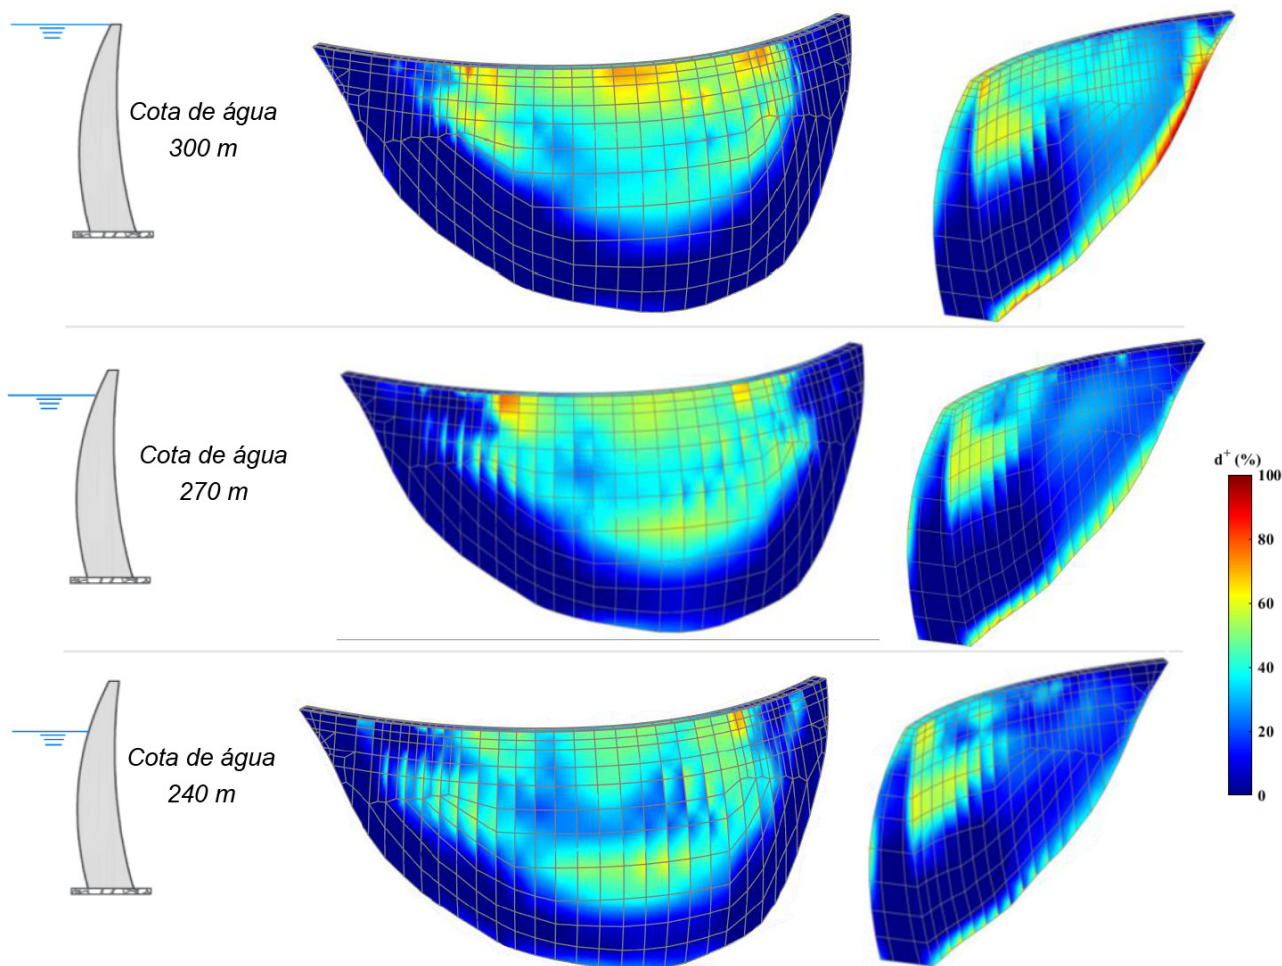 Cota de água
300 m
Cota de água
270 m
d⁺ (%)
100
80
60
40
20
0
Cota de água
240 m